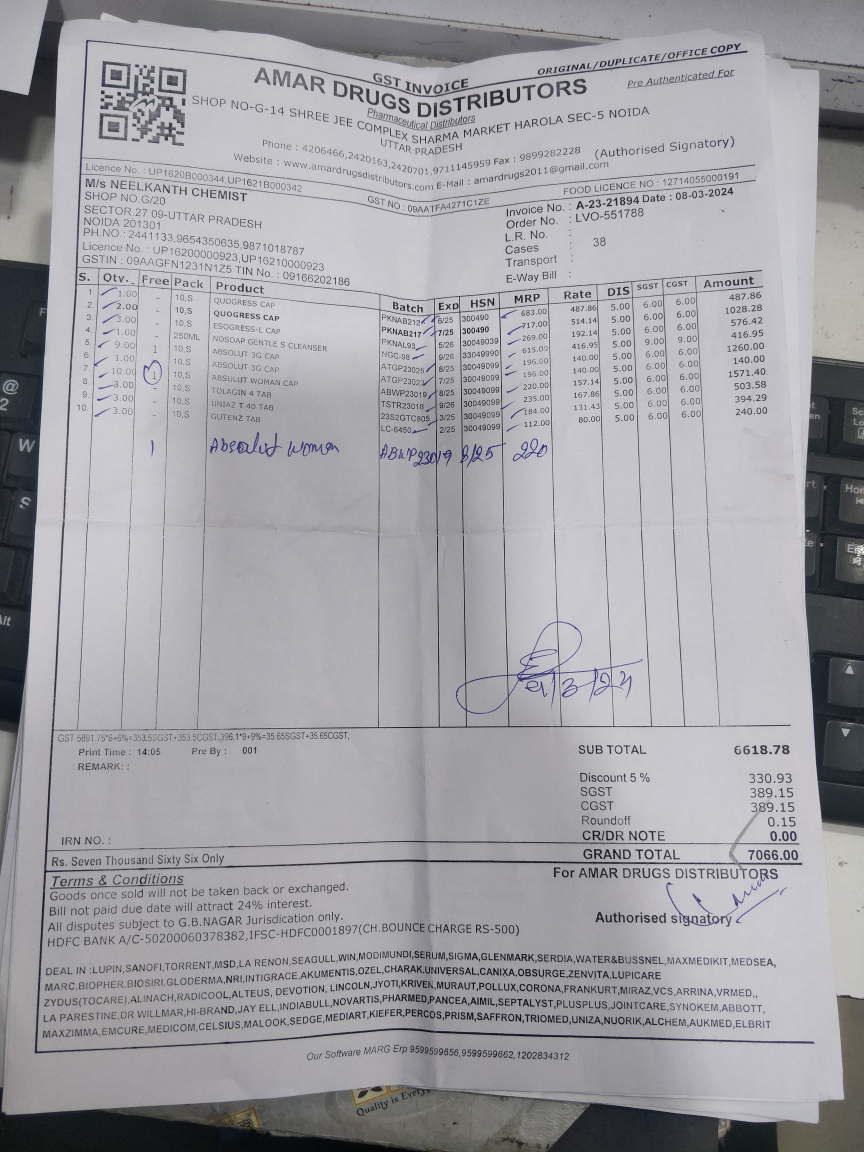 GST INVOICE
ORIGINAL/DUPLICATE/OFFICE COPY
AMAR DRUGS DISTRIBUTORS
Pre Authenticated For
Pharmaceutical Distributors
SHOP NO-G-14 SHREE JEE COMPLEX SHARMA MARKET HAROLA SEC-5 NOIDA
UTTAR PRADESH
Phone : 4206466,2420163,2420701,9711145959 Fax : 9899282228 (Authorised Signatory)
Website : www.amardrugsdistributors.com E-Mail : amardrugs2011@gmail.com
Licence No. : UP1620B000344,UP1621B000342 GST NO : 09AATFA4271C1ZE FOOD LICENCE NO : 12714055000191
M/s NEELKANTH CHEMIST
SHOP NO.G/20
SECTOR 27 09-UTTAR PRADESH
NOIDA 201301
PH.NO : 2441133,9654350635,9871018787
Licence No. : UP16200000923,UP16210000923
GSTIN : 09AAGFN1231N1Z5 TIN No. : 09166202186
Invoice No. : A-23-21894 Date : 08-03-2024
Order No. : LVO-551788
L.R. No. :
Cases : 38
Transport :
E-Way Bill :
S. Qty. Free Pack Product Batch Exp HSN MRP Rate DIS SGST CGST Amount
1. 1.00 - 10,S QUOGRESS CAP PKNAB212 6/25 300490 683.00 487.86 5.00 6.00 6.00 487.86
2. 2.00 - 10,S QUOGRESS CAP PKNAB217 7/25 300490 717.00 514.14 5.00 6.00 6.00 1028.28
3. 3.00 - 10,S ESOGRESS-L CAP PKNAL93 5/26 30049039 269.00 192.14 5.00 6.00 6.00 576.42
4. 1.00 - 250ML NOSOAP GENTLE S CLEANSER NGC-98 9/26 33049990 615.00 416.95 5.00 9.00 9.00 416.95
5. 9.00 1 10,S ABSOLUT 3G CAP ATGP23025 8/25 30049099 196.00 140.00 5.00 6.00 6.00 1260.00
6. 1.00 - 10,S ABSOLUT 3G CAP ATGP23022 7/25 30049099 196.00 140.00 5.00 6.00 6.00 140.00
7. 10.00 1 10,S ABSULUT WOMAN CAP ABWP23019 8/25 30049099 220.00 157.14 5.00 6.00 6.00 1571.40
8. 3.00 - 10,S TOLAGIN 4 TAB TSTR23018 9/26 30049099 235.00 167.86 5.00 6.00 6.00 503.58
9. 3.00 - 10,S UNIAZ T 40 TAB 23S2GTC805 3/25 30049099 184.00 131.43 5.00 6.00 6.00 394.29
10. 3.00 - 10,S GUTENZ TAB LC-6450 2/25 30049099 112.00 80.00 5.00 6.00 6.00 240.00
1 Absolut Women ABWP23019 8/25 220
GST 5891.75*6+6%=353.5SGST+353.5CGST,396.1*9+9%=35.65SGST+35.65CGST,
Print Time : 14:05 Pre By : 001
REMARK: :
SUB TOTAL 6618.78
Discount 5 % 330.93
SGST 389.15
CGST 389.15
Roundoff 0.15
IRN NO. :
CR/DR NOTE 0.00
Rs. Seven Thousand Sixty Six Only
GRAND TOTAL 7066.00
Terms & Conditions
For AMAR DRUGS DISTRIBUTORS
Goods once sold will not be taken back or exchanged.
Bill not paid due date will attract 24% interest.
All disputes subject to G.B.NAGAR Jurisdication only.
HDFC BANK A/C-50200060378382,IFSC-HDFC0001897(CH.BOUNCE CHARGE RS-500)
Authorised signatory
DEAL IN :LUPIN,SANOFI,TORRENT,MSD,LA RENON,SEAGULL,WIN,MODIMUNDI,SERUM,SIGMA,GLENMARK,SERDIA,WATER&BUSSNEL,MAXMEDIKIT,MEDSEA,
MARC,BIOPHER,BIOSIRI,GLODERMA,NRI,INTIGRACE,AKUMENTIS,OZEL,CHARAK,UNIVERSAL,CANIXA,OBSURGE,ZENVITA,LUPICARE
ZYDUS(TOCARE),ALINACH,RADICOOL,ALTEUS, DEVOTION, LINCOLN,JYOTI,KRIVEN,MURAUT,POLLUX,CORONA,FRANKURT,MIRAZ,VCS,ARRINA,VRMED,,
LA PARESTINE,DR WILLMAR,HI-BRAND,JAY ELL,INDIABULL,NOVARTIS,PHARMED,PANCEA,AIMIL,SEPTALYST,PLUSPLUS,JOINTCARE,SYNOKEM,ABBOTT,
MAXZIMMA,EMCURE,MEDICOM,CELSIUS,MALOOK,SEDGE,MEDIART,KIEFER,PERCOS,PRISM,SAFFRON,TRIOMED,UNIZA,NUORIK,ALCHEM,AUKMED,ELBRIT
Our Software MARG Erp 9599599656,9599599662,1202834312
Quality is